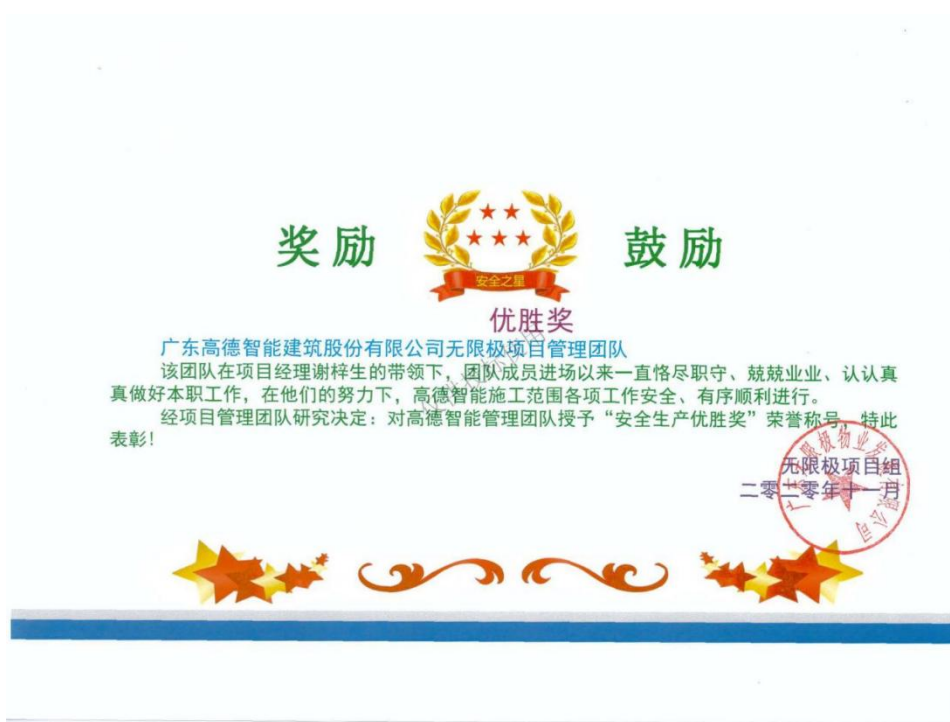 奖励 鼓励
安全之星
优胜奖
广东高德智能建筑股份有限公司无限极项目管理团队
该团队在项目经理谢梓生的带领下，团队成员进场以来一直恪尽职守、兢兢业业、认认真
真做好本职工作，在他们的努力下，高德智能施工范围各项工作安全、有序顺利进行。
经项目管理团队研究决定：对高德智能管理团队授予“安全生产优胜奖”荣誉称号，特此
表彰！
无限极项目组
二零二零年十一月